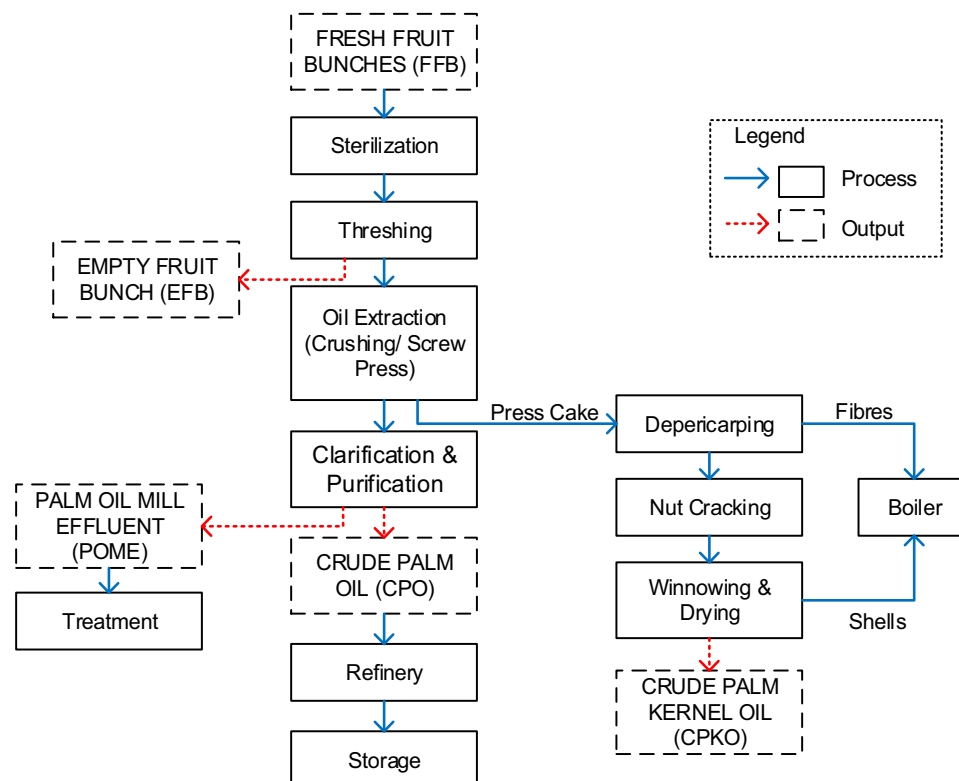 FRESH FRUIT
BUNCHES (FFB)
Sterilization
Threshing
EMPTY FRUIT
BUNCH (EFB)
Oil Extraction
(Crushing/ Screw
Press)
Press Cake
Depericarping
Fibres
Clarification &
Purification
Nut Cracking
Boiler
PALM OIL MILL
EFFLUENT
(POME)
CRUDE PALM
OIL (CPO)
Winnowing &
Drying
Shells
Treatment
Refinery
CRUDE PALM
KERNEL OIL
(CPKO)
Storage
Legend
Process
Output